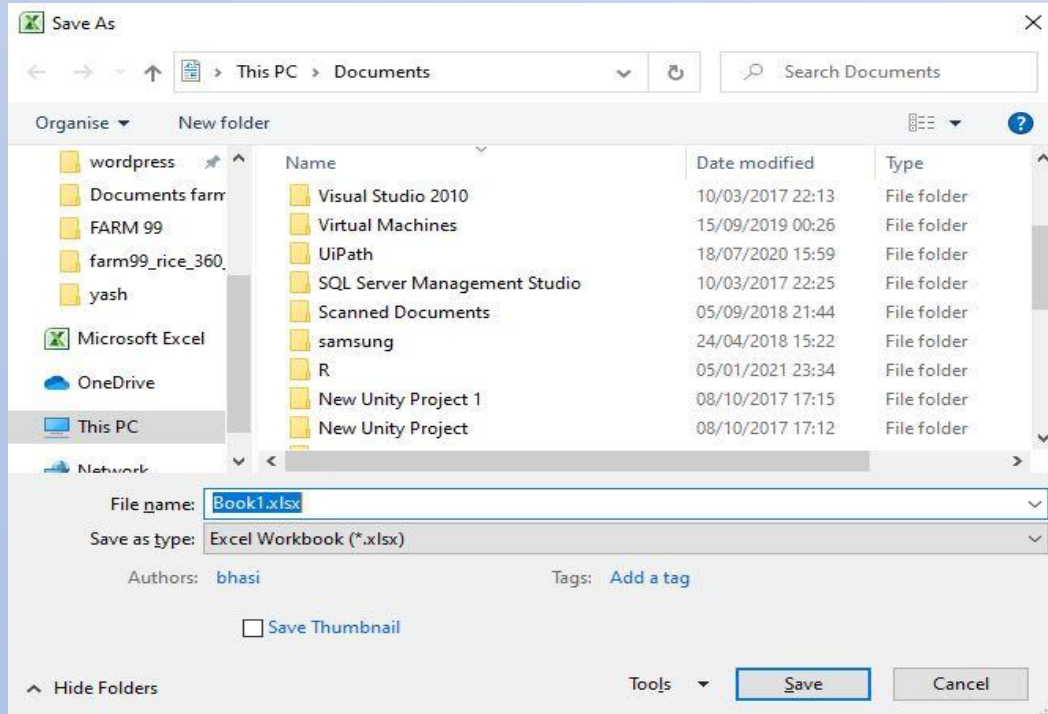 Save As
This PC > Documents
Search Documents
Organise
New folder
Name Date modified Type
wordpress
Documents farm
FARM 99
farm99_rice_360_
yash
Microsoft Excel
OneDrive
This PC
Network
Visual Studio 2010 10/03/2017 22:13 File folder
Virtual Machines 15/09/2019 00:26 File folder
UiPath 18/07/2020 15:59 File folder
SQL Server Management Studio 10/03/2017 22:25 File folder
Scanned Documents 05/09/2018 21:44 File folder
samsung 24/04/2018 15:22 File folder
R 05/01/2021 23:34 File folder
New Unity Project 1 08/10/2017 17:15 File folder
New Unity Project 08/10/2017 17:12 File folder
File name: Book1.xlsx
Save as type: Excel Workbook (*.xlsx)
Authors: bhasi Tags: Add a tag
Save Thumbnail
Hide Folders Tools Save Cancel